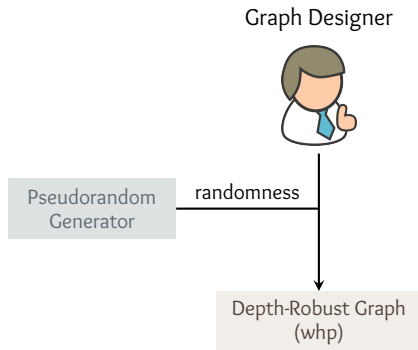 Graph Designer
randomness
Pseudorandom
Generator
Depth-Robust Graph
(whp)